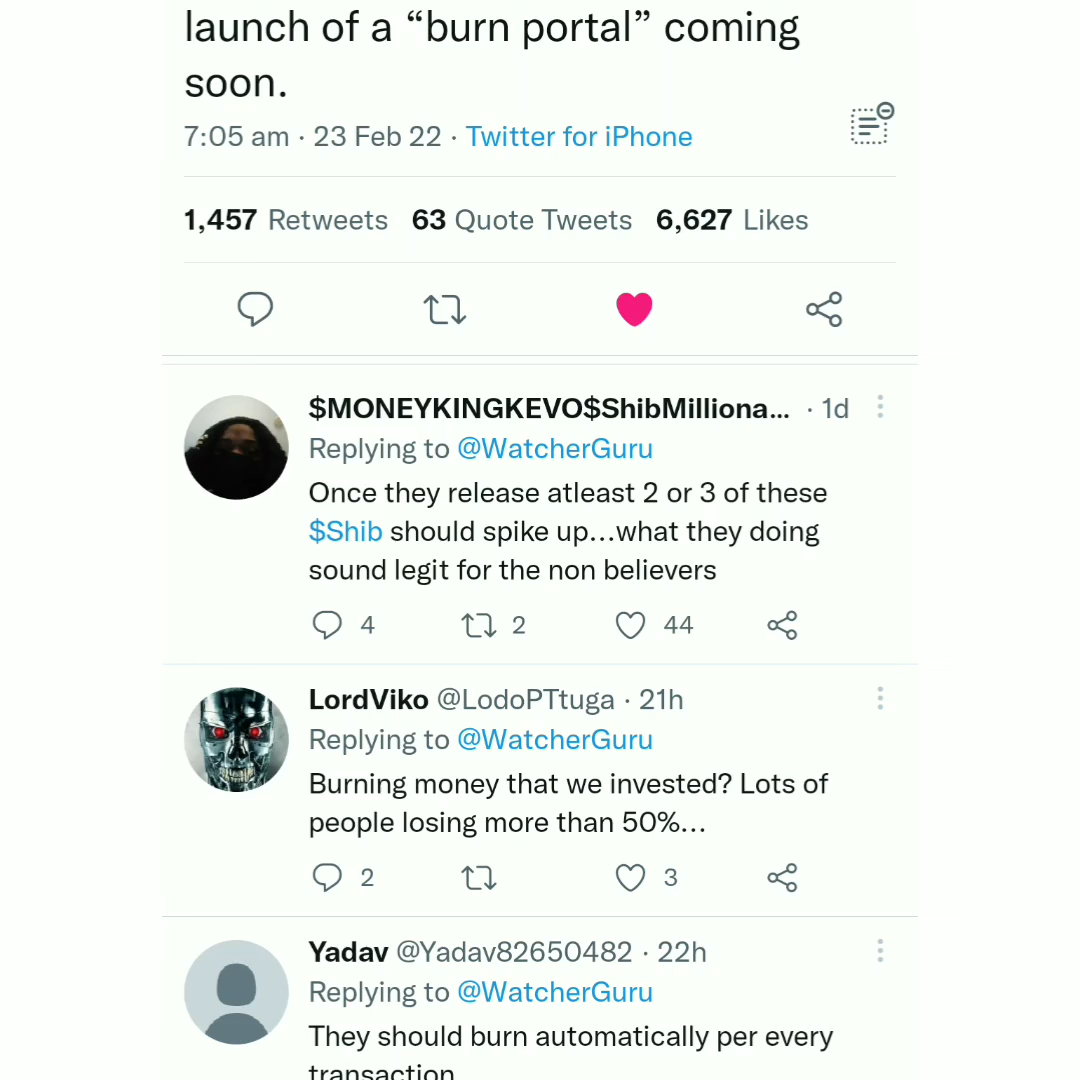 launch of a “burn portal” coming
soon.
7:05 am · 23 Feb 22 · Twitter for iPhone
1,457 Retweets 63 Quote Tweets 6,627 Likes
$MONEYKINGKEVO$ShibMilliona... · 1d
Replying to @WatcherGuru
Once they release atleast 2 or 3 of these
$Shib should spike up...what they doing
sound legit for the non believers
4 2 44
LordViko @LodoPTtuga · 21h
Replying to @WatcherGuru
Burning money that we invested? Lots of
people losing more than 50%...
2 3
Yadav @Yadav82650482 · 22h
Replying to @WatcherGuru
They should burn automatically per every
transaction